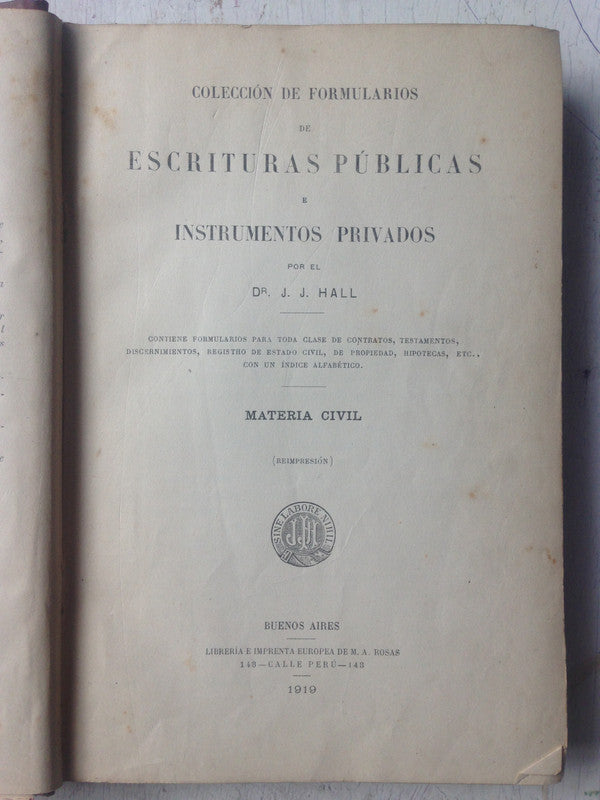 COLECCIÓN DE FORMULARIOS
DE
ESCRITURAS PÚBLICAS
E
INSTRUMENTOS PRIVADOS
POR EL
DR. J. J. HALL
CONTIENE FORMULARIOS PARA TODA CLASE DE CONTRATOS, TESTAMENTOS,
DISCERNIMIENTOS, REGISTRO DE ESTADO CIVIL, DE PROPIEDAD, HIPOTECAS, ETC.,
CON UN ÍNDICE ALFABÉTICO.
MATERIA CIVIL
(REIMPRESIÓN)
SINE LABORE NIHIL
JJH
BUENOS AIRES
LIBRERÍA E IMPRENTA EUROPEA DE M. A. ROSAS
143—CALLE PERÚ—143
1919